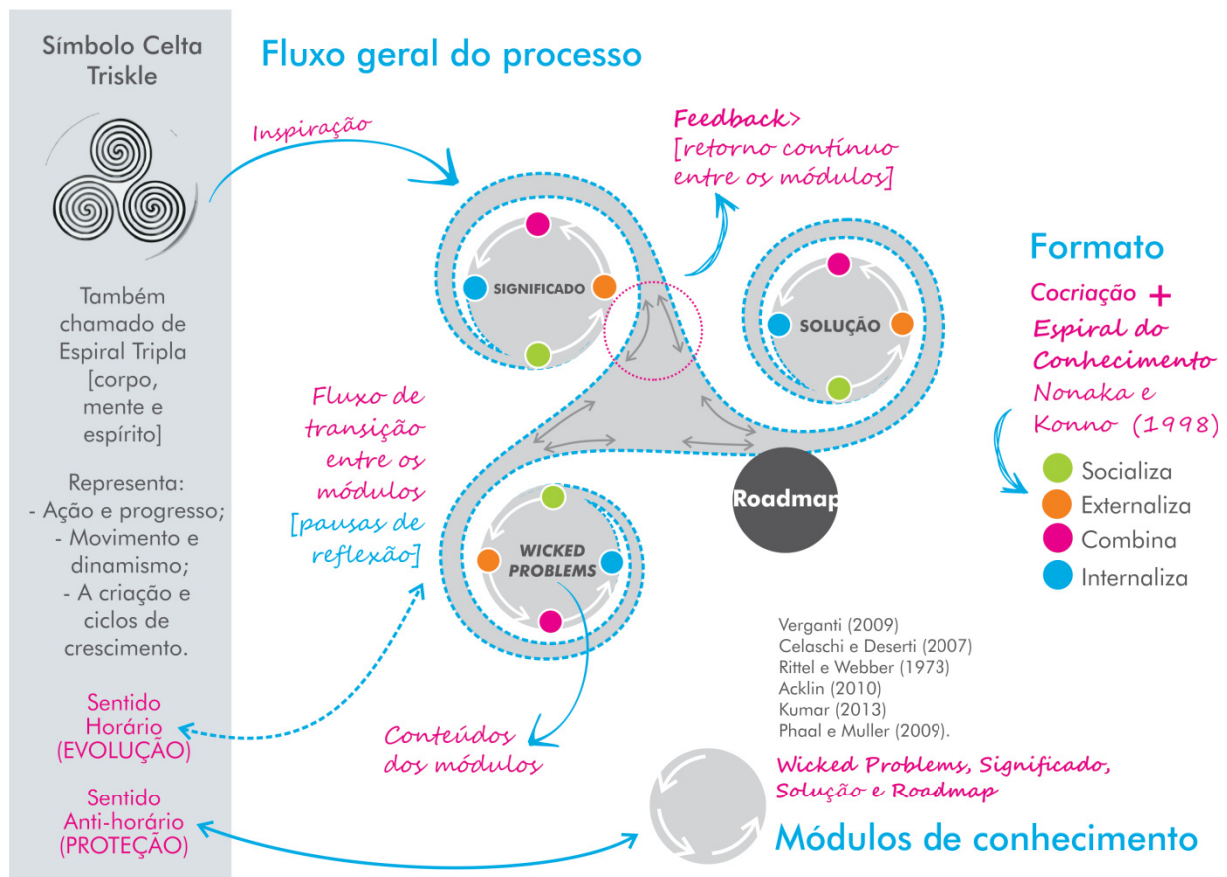 Símbolo Celta
Triskle
Também
chamado de
Espiral Tripla
[corpo,
mente e
espírito]
Representa:
- Ação e progresso;
- Movimento e
dinamismo;
- A criação e
ciclos de
crescimento.
Sentido
Horário
(EVOLUÇÃO)
Sentido
Anti-horário
(PROTEÇÃO)
Fluxo geral do processo
Inspiração
Feedback>
[retorno contínuo
entre os módulos]
SIGNIFICADO
SOLUÇÃO
Fluxo de
transição
entre os
módulos
[pausas de
reflexão]
WICKED
PROBLEMS
Roadmap
Conteúdos
dos módulos
Formato
Cocriação +
Espiral do
Conhecimento
Nonaka e
Konno (1998)
Socializa
Externaliza
Combina
Internaliza
Verganti (2009)
Celaschi e Deserti (2007)
Rittel e Webber (1973)
Acklin (2010)
Kumar (2013)
Phaal e Muller (2009).
Wicked Problems, Significado,
Solução e Roadmap
Módulos de conhecimento